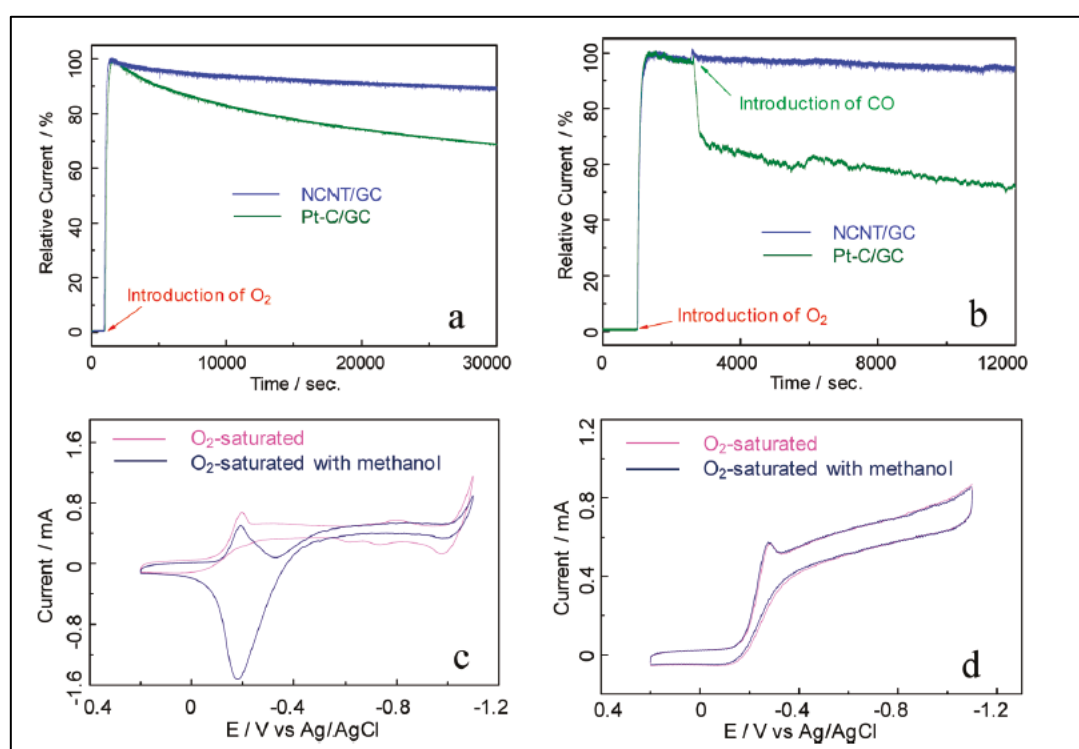 Relative Current / %
100
80
60
40
20
0
NCNT/GC
Pt-C/GC
Introduction of O₂
a
0 10000 20000 30000
Time / sec.
Relative Current / %
100
80
60
40
20
0
Introduction of CO
NCNT/GC
Pt-C/GC
Introduction of O₂
b
0 4000 8000 12000
Time / sec.
Current / mA
1.6
0.8
0
-0.8
-1.6
O₂-saturated
O₂-saturated with methanol
c
0.4 0 -0.4 -0.8 -1.2
E / V vs Ag/AgCl
Current / mA
1.2
0.8
0.4
0
O₂-saturated
O₂-saturated with methanol
d
0.4 0 -0.4 -0.8 -1.2
E / V vs Ag/AgCl